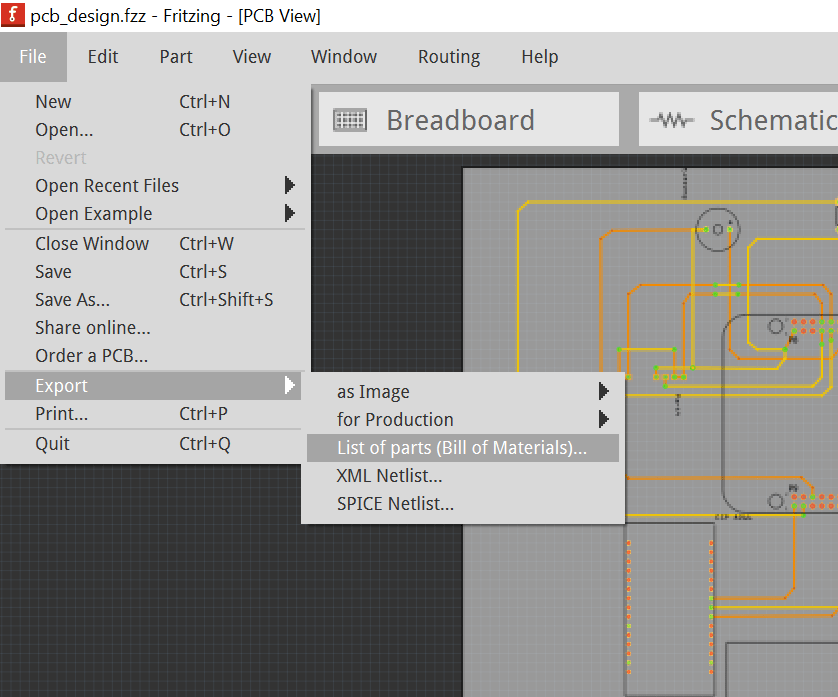 pcb_design.fzz - Fritzing - [PCB View]
File Edit Part View Window Routing Help
New Ctrl+N
Open... Ctrl+O
Revert
Open Recent Files
Open Example
Close Window Ctrl+W
Save Ctrl+S
Save As... Ctrl+Shift+S
Share online...
Order a PCB...
Export
Print... Ctrl+P
Quit Ctrl+Q
as Image
for Production
List of parts (Bill of Materials)...
XML Netlist...
SPICE Netlist...
Breadboard
Schematic